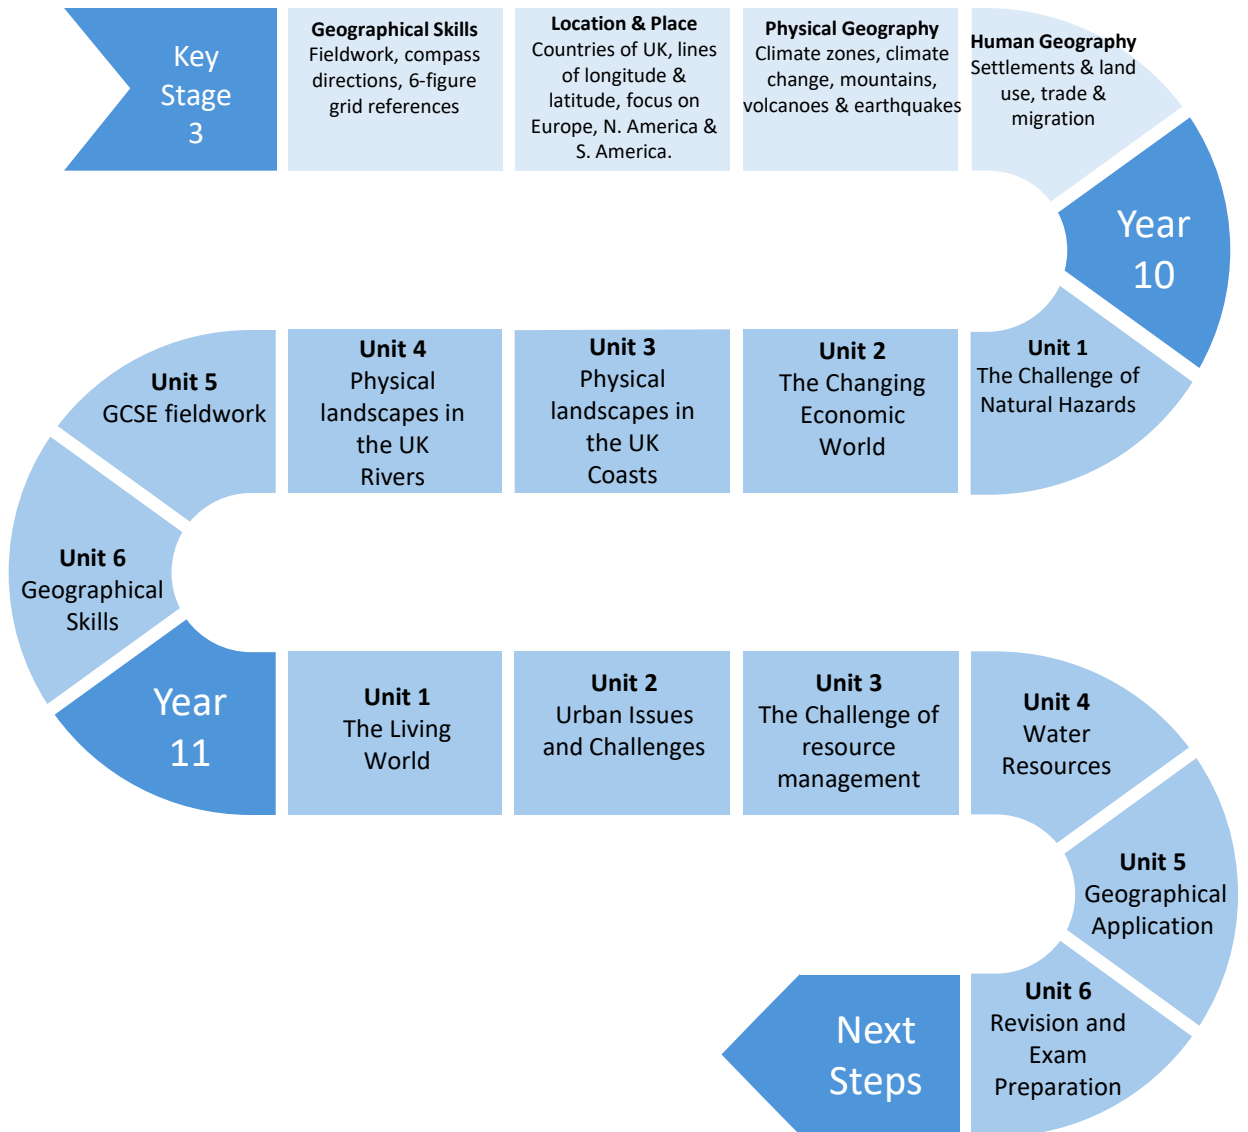 Key
Stage
3
Geographical Skills
Fieldwork, compass
directions, 6-figure
grid references
Location & Place
Countries of UK, lines
of longitude &
latitude, focus on
Europe, N. America &
S. America.
Physical Geography
Climate zones, climate
change, mountains,
volcanoes & earthquakes
Human Geography
Settlements & land
use, trade &
migration
Year
10
Unit 1
The Challenge of
Natural Hazards
Unit 2
The Changing
Economic
World
Unit 3
Physical
landscapes in
the UK
Coasts
Unit 4
Physical
landscapes in
the UK
Rivers
Unit 5
GCSE fieldwork
Unit 6
Geographical
Skills
Year
11
Unit 1
The Living
World
Unit 2
Urban Issues
and Challenges
Unit 3
The Challenge of
resource
management
Unit 4
Water
Resources
Unit 5
Geographical
Application
Unit 6
Revision and
Exam
Preparation
Next
Steps